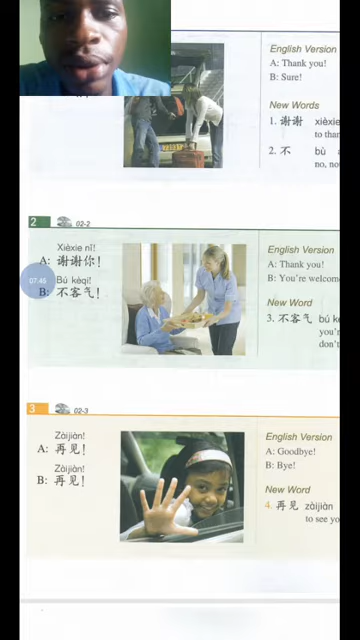 English Version
A: Thank you!
B: Sure!
New Words
1. 谢谢 xièxie
to than
2. 不 bù
no, no
2 02-2
Xièxie nǐ!
A: 谢谢你!
Bú kèqi!
B: 不客气!
07:45
English Version
A: Thank you!
B: You're welcom
New Word
3. 不客气 bú k
you'r
don't
3 02-3
Zàijiàn!
A: 再见!
Zàijiàn!
B: 再见!
English Version
A: Goodbye!
B: Bye!
New Word
4. 再见 zàijiàn
to see yo